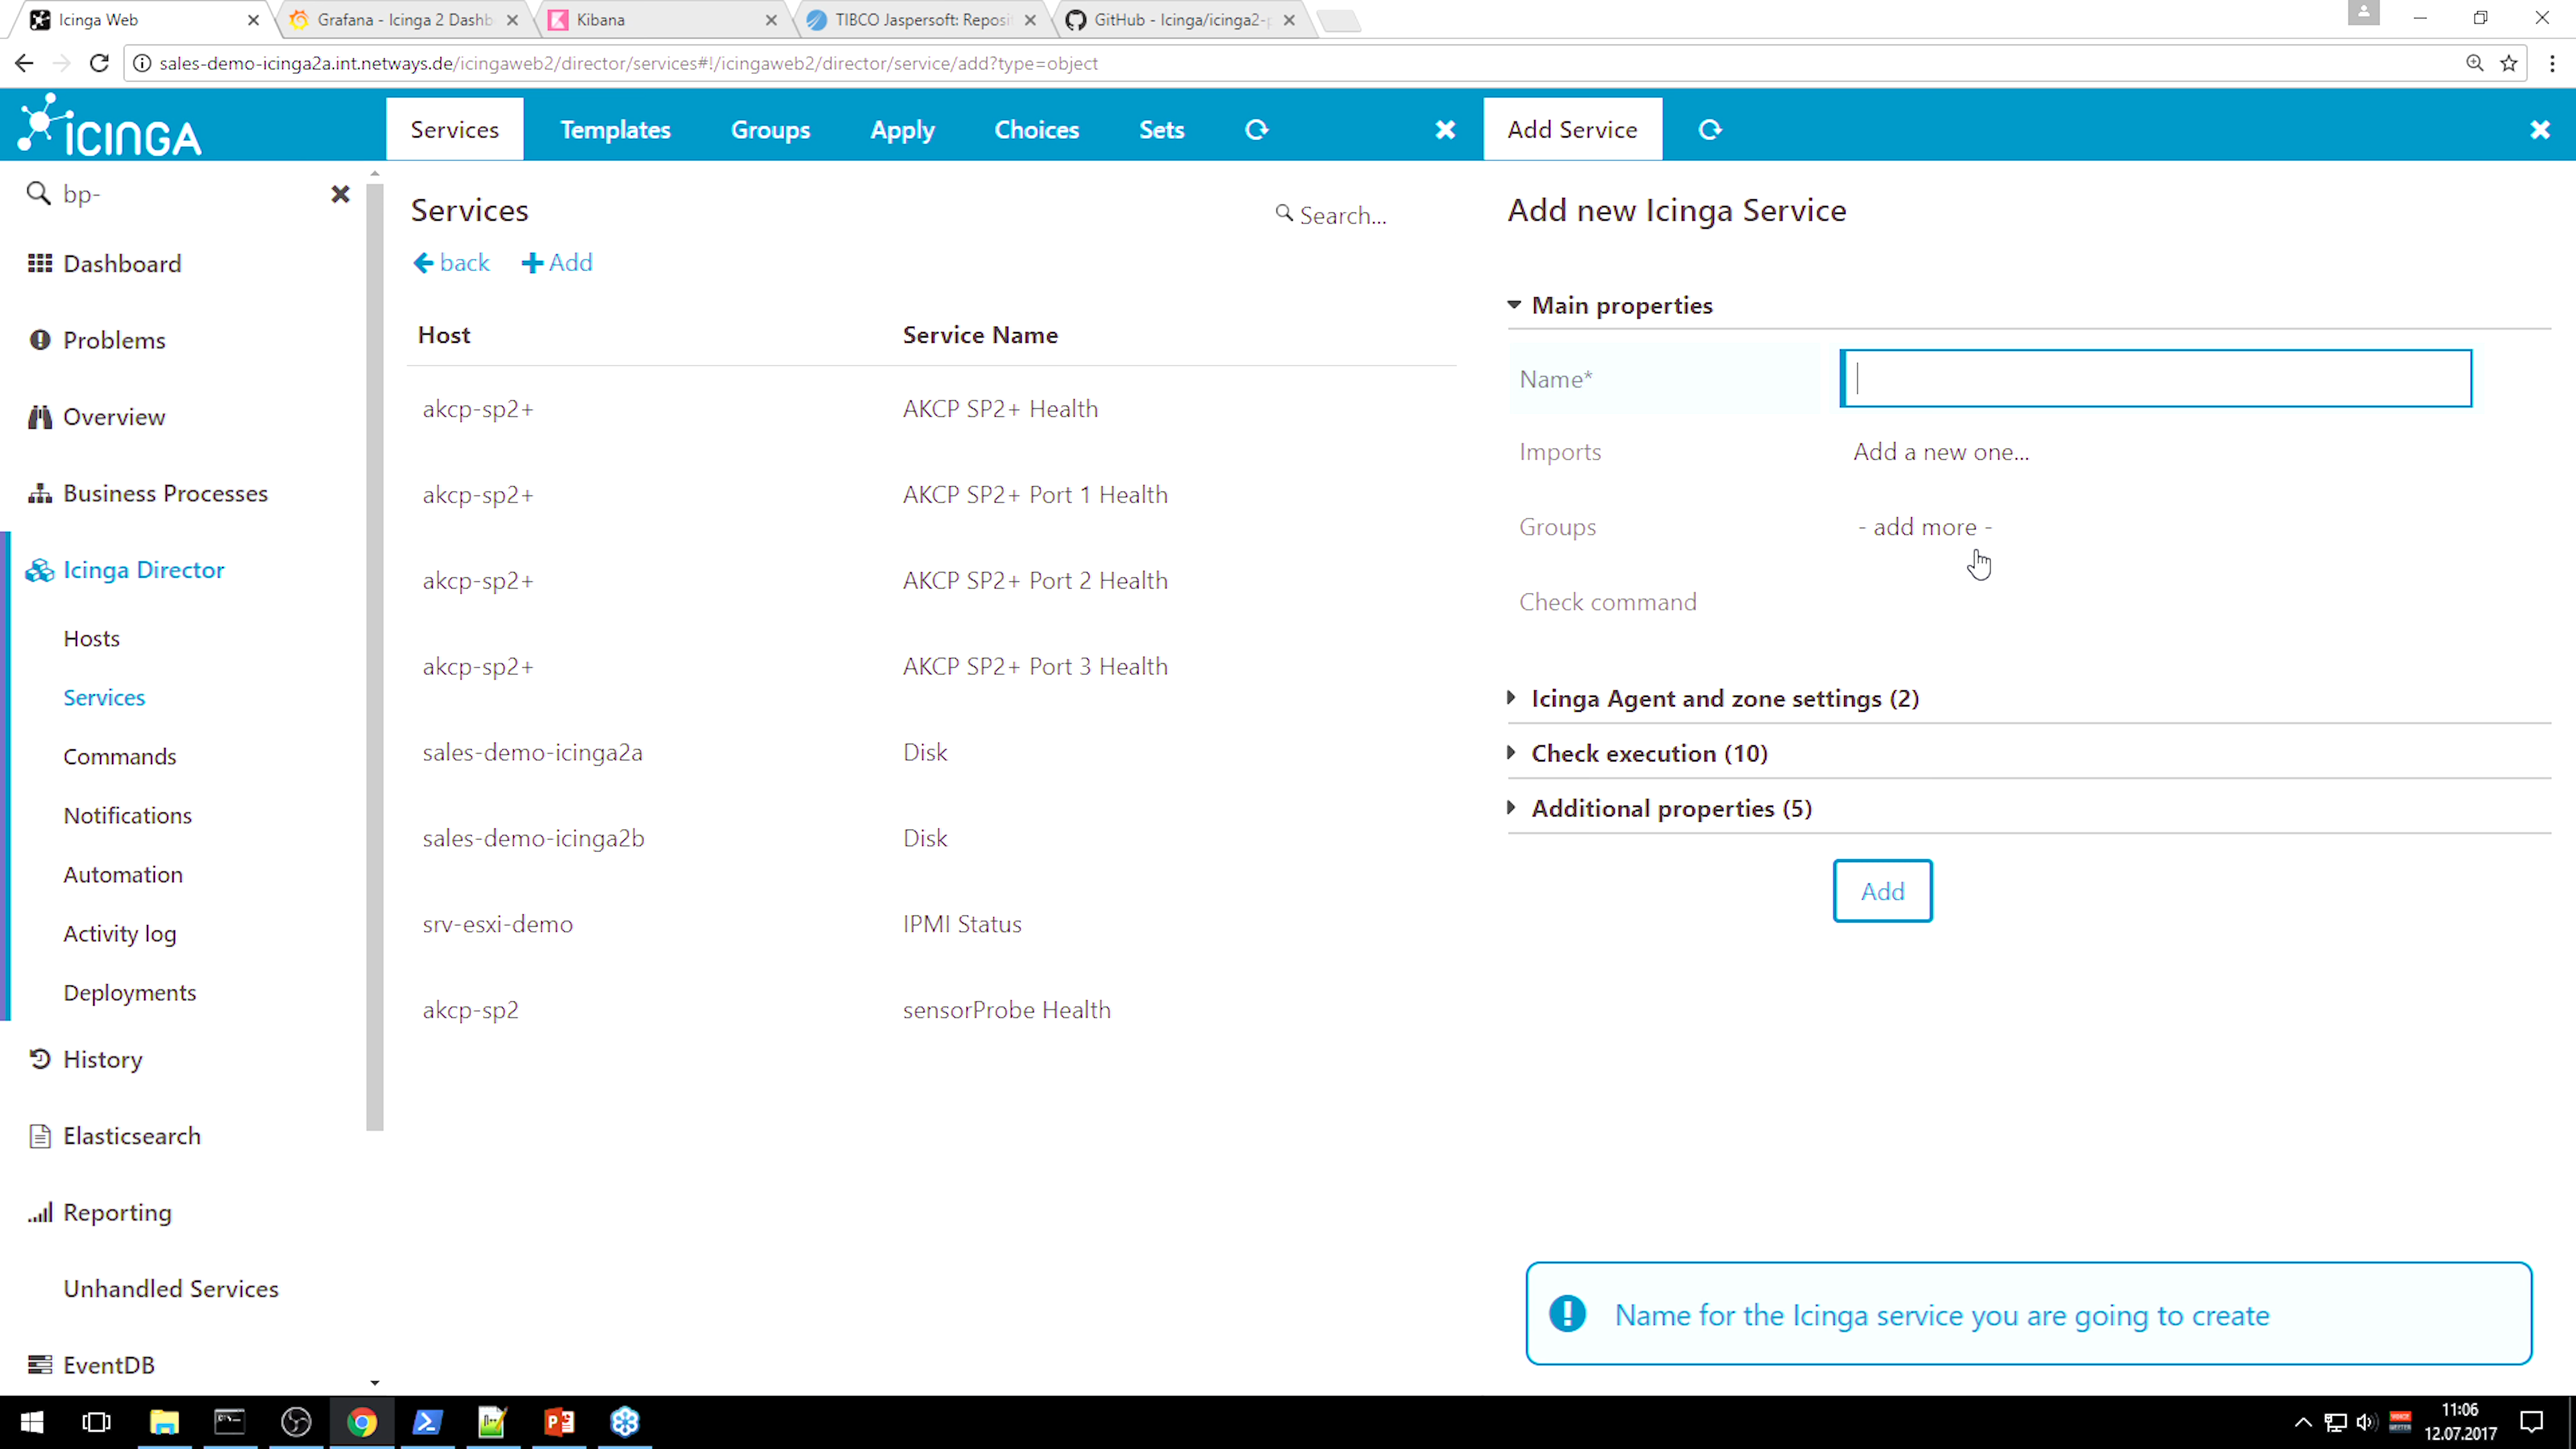 Icinga Web
Grafana - Icinga 2 Dashb
Kibana
TIBCO Jaspersoft: Reposi
GitHub - Icinga/icinga2-p
sales-demo-icinga2a.int.netways.de/icingaweb2/director/services#!/icingaweb2/director/service/add?type=object
ICINGA
Services
Templates
Groups
Apply
Choices
Sets
Add Service
bp-
Dashboard
Problems
Overview
Business Processes
Icinga Director
Hosts
Services
Commands
Notifications
Automation
Activity log
Deployments
History
Elasticsearch
Reporting
Unhandled Services
EventDB
Services
Search...
back
Add
Host Service Name
akcp-sp2+ AKCP SP2+ Health
akcp-sp2+ AKCP SP2+ Port 1 Health
akcp-sp2+ AKCP SP2+ Port 2 Health
akcp-sp2+ AKCP SP2+ Port 3 Health
sales-demo-icinga2a Disk
sales-demo-icinga2b Disk
srv-esxi-demo IPMI Status
akcp-sp2 sensorProbe Health
Add new Icinga Service
Main properties
Name*
Imports Add a new one...
Groups - add more -
Check command
Icinga Agent and zone settings (2)
Check execution (10)
Additional properties (5)
Add
Name for the Icinga service you are going to create
11:06
12.07.2017